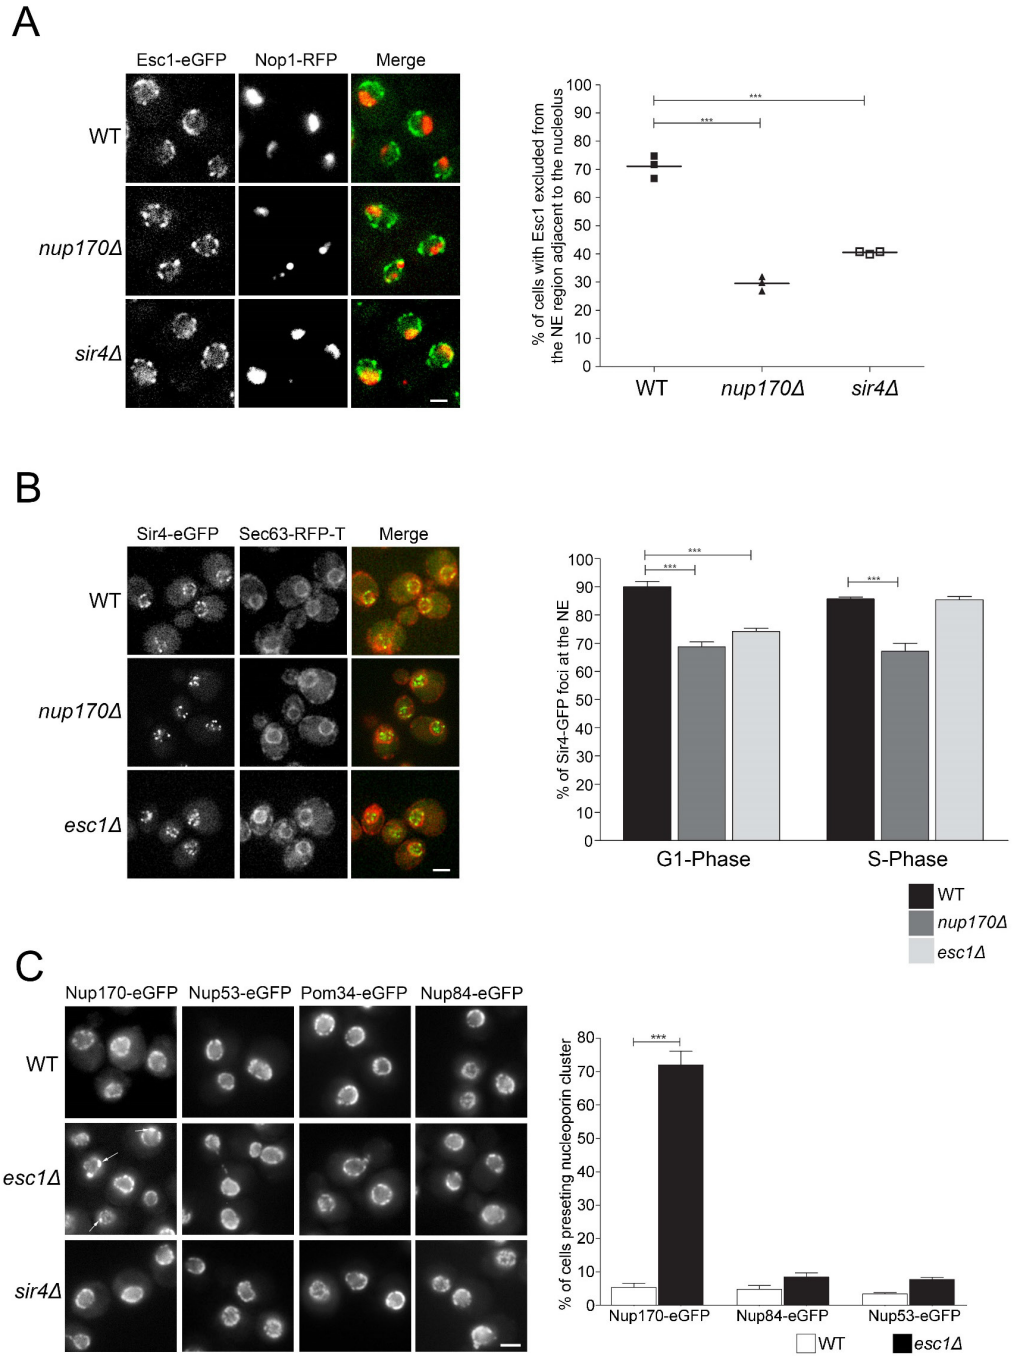 A
Esc1-eGFP Nop1-RFP Merge
WT
nup170Δ
sir4Δ
% of cells with Esc1 excluded from
the NE region adjacent to the nucleolus
100
90
80
70
60
50
40
30
20
10
0
***
***
WT nup170Δ sir4Δ
B
Sir4-eGFP Sec63-RFP-T Merge
WT
nup170Δ
esc1Δ
% of Sir4-GFP foci at the NE
100
90
80
70
60
50
40
30
20
10
0
***
***
***
G1-Phase S-Phase
WT
nup170Δ
esc1Δ
C
Nup170-eGFP Nup53-eGFP Pom34-eGFP Nup84-eGFP
WT
esc1Δ
sir4Δ
% of cells preseting nucleoporin cluster
80
70
60
50
40
30
20
10
0
***
Nup170-eGFP Nup84-eGFP Nup53-eGFP
WT esc1Δ